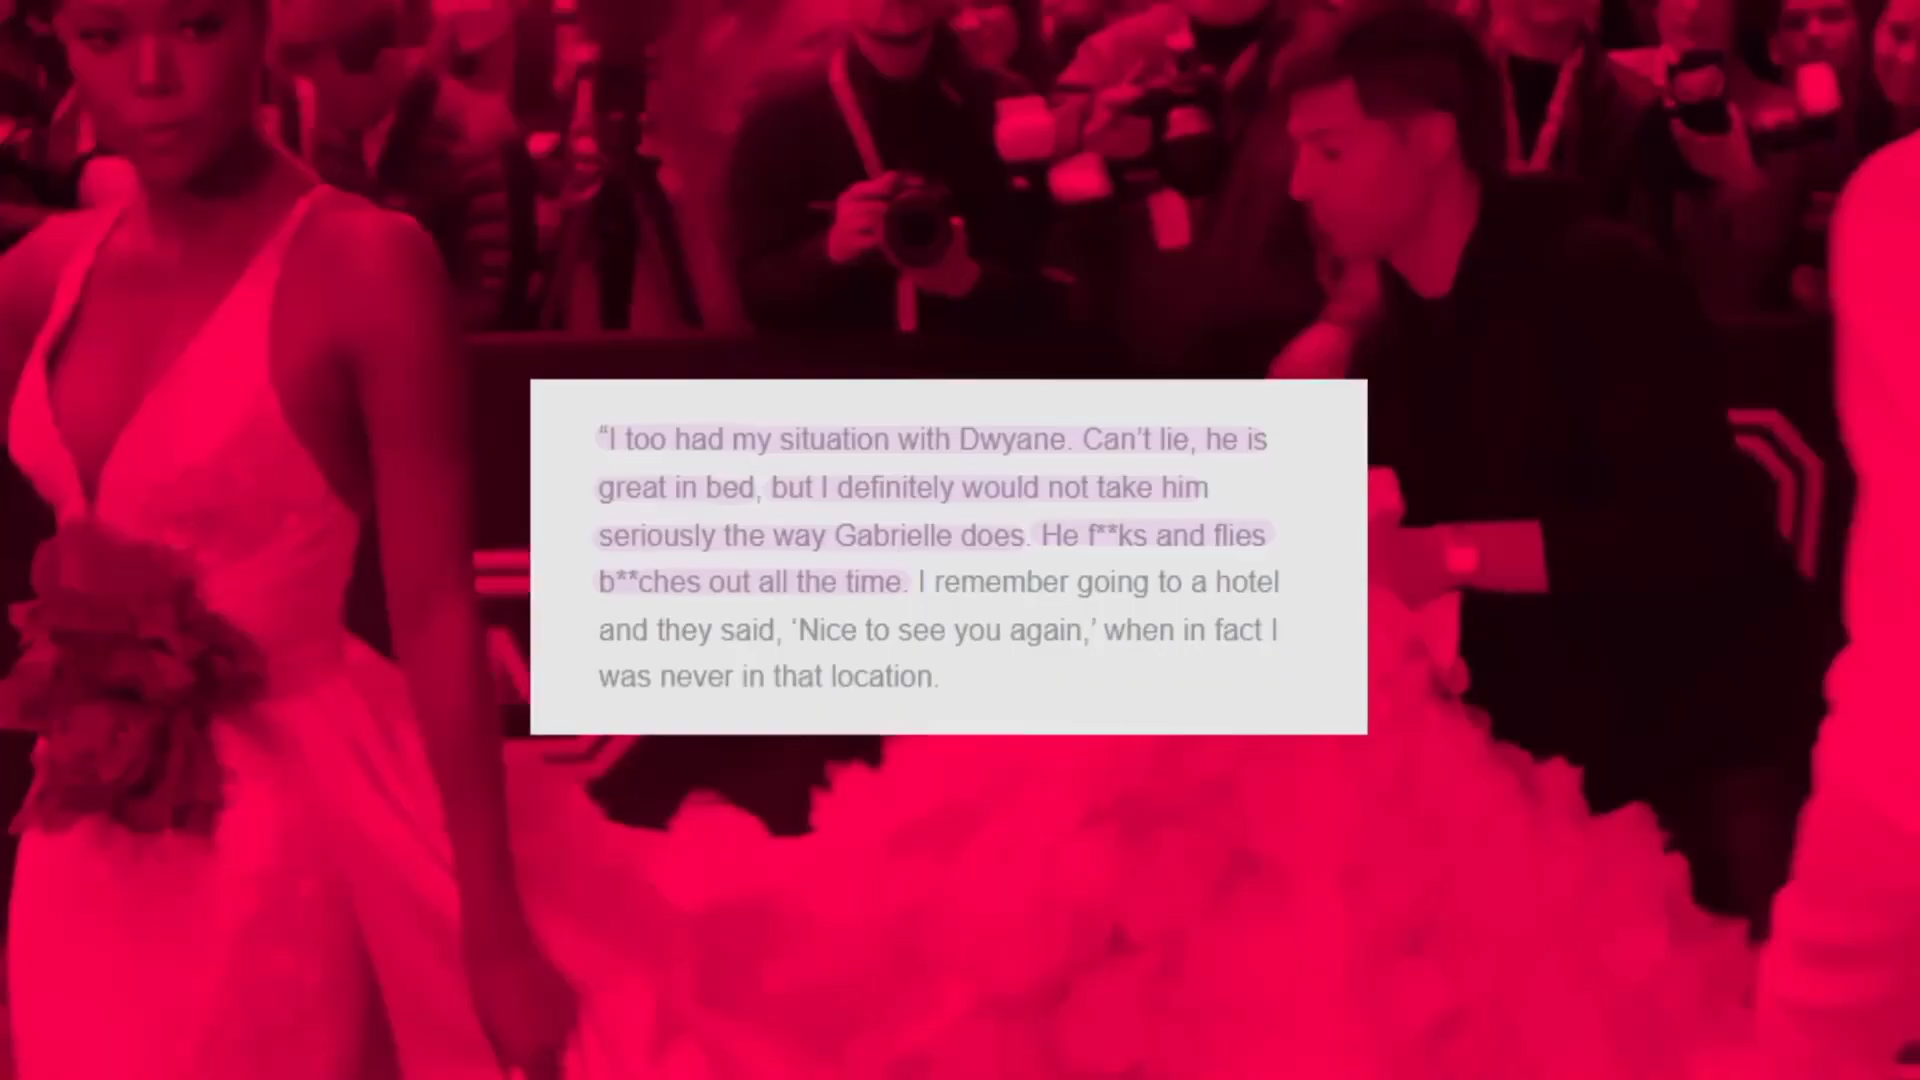 “I too had my situation with Dwyane. Can’t lie, he is
great in bed, but I definitely would not take him
seriously the way Gabrielle does. He f**ks and flies
b**ches out all the time. I remember going to a hotel
and they said, ‘Nice to see you again,’ when in fact I
was never in that location.